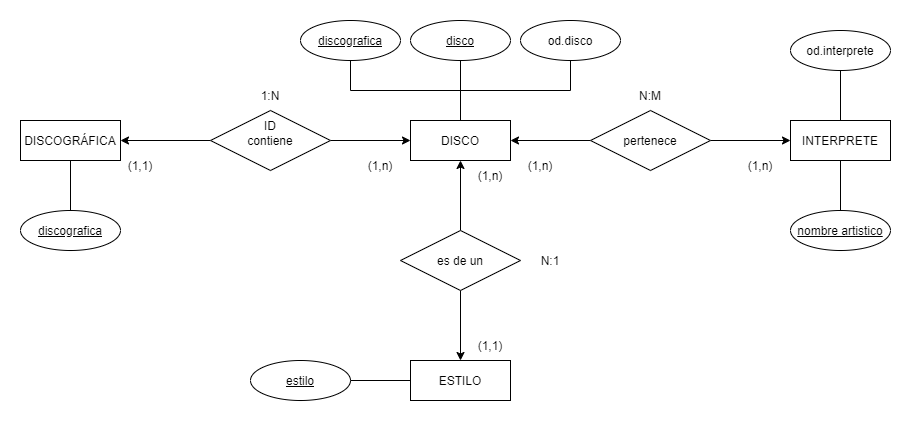 discografica
disco
od.disco
od.interprete
1:N
N:M
DISCOGRÁFICA
ID
contiene
DISCO
pertenece
INTERPRETE
(1,1)
(1,n)
(1,n)
(1,n)
(1,n)
discografica
nombre artistico
es de un
N:1
(1,1)
estilo
ESTILO